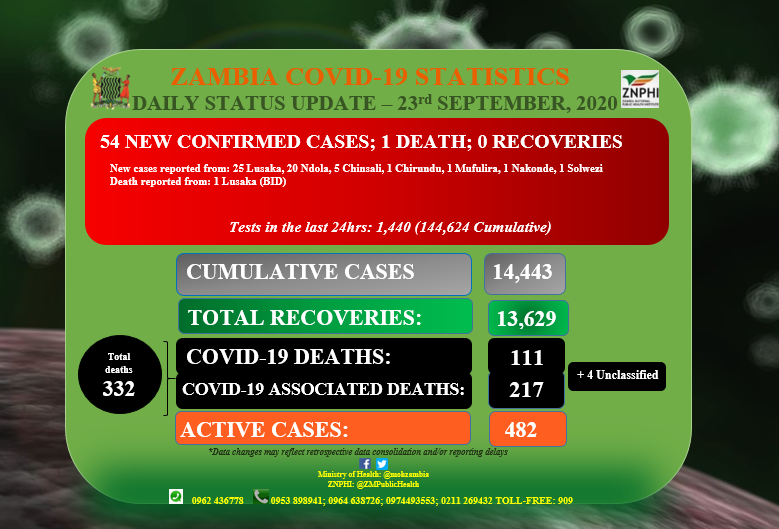 ZAMBIA COVID-19 STATISTICS
DAILY STATUS UPDATE – 23rd SEPTEMBER, 2020
ZNPHI
54 NEW CONFIRMED CASES; 1 DEATH; 0 RECOVERIES
New cases reported from: 25 Lusaka, 20 Ndola, 5 Chinsali, 1 Chirundu, 1 Mufulira, 1 Nakonde, 1 Solwezi
Death reported from: 1 Lusaka (BID)
Tests in the last 24hrs: 1,440 (144,624 Cumulative)
CUMULATIVE CASES 14,443
TOTAL RECOVERIES: 13,629
Total
deaths
332
COVID-19 DEATHS: 111
COVID-19 ASSOCIATED DEATHS: 217
+ 4 Unclassified
ACTIVE CASES: 482
*Data changes may reflect retrospective data consolidation and/or reporting delays
Ministry of Health: @mohzambia
ZNPHI: @ZMPublicHealth
0962 436778 0953 898941; 0964 638726; 0974493553; 0211 269432 TOLL-FREE: 909